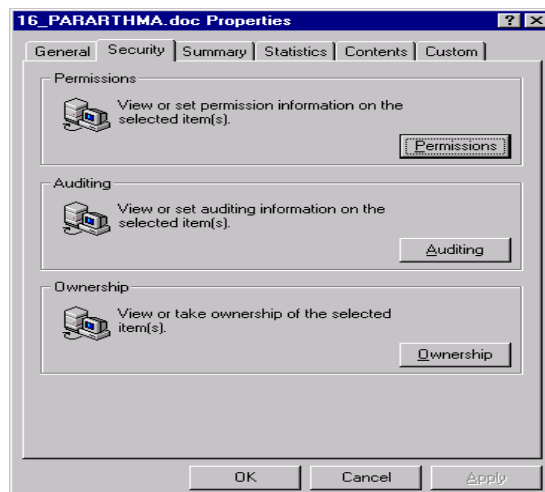 16_PARARTHMA.doc Properties
General Security Summary Statistics Contents Custom
Permissions
View or set permission information on the
selected item(s).
Permissions
Auditing
View or set auditing information on the
selected item(s).
Auditing
Ownership
View or take ownership of the selected
item(s).
Ownership
OK Cancel Apply